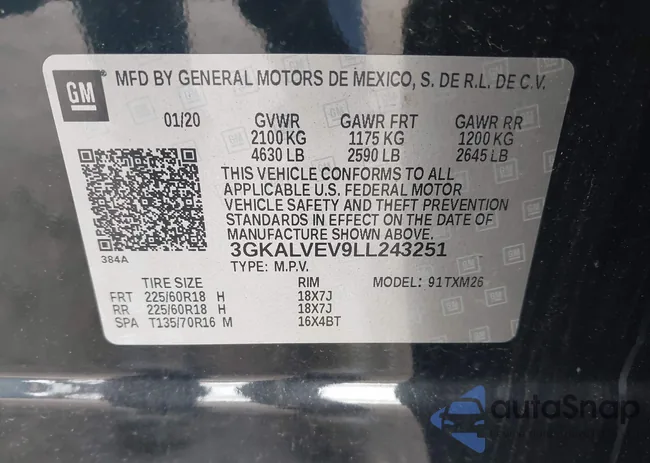 GM MFD BY GENERAL MOTORS DE MEXICO, S. DE R.L. DE C.V.
01/20 GVWR GAWR FRT GAWR RR
2100 KG 1175 KG 1200 KG
4630 LB 2590 LB 2645 LB
THIS VEHICLE CONFORMS TO ALL
APPLICABLE U.S. FEDERAL MOTOR
VEHICLE SAFETY AND THEFT PREVENTION
STANDARDS IN EFFECT ON THE DATE OF
MANUFACTURE SHOWN ABOVE.
384A 3GKALVEV9LL243251
TYPE: M.P.V.
TIRE SIZE RIM MODEL: 91TXM26
FRT 225/60R18 H 18X7J
RR 225/60R18 H 18X7J
SPA T135/70R16 M 16X4BT
autoSnap